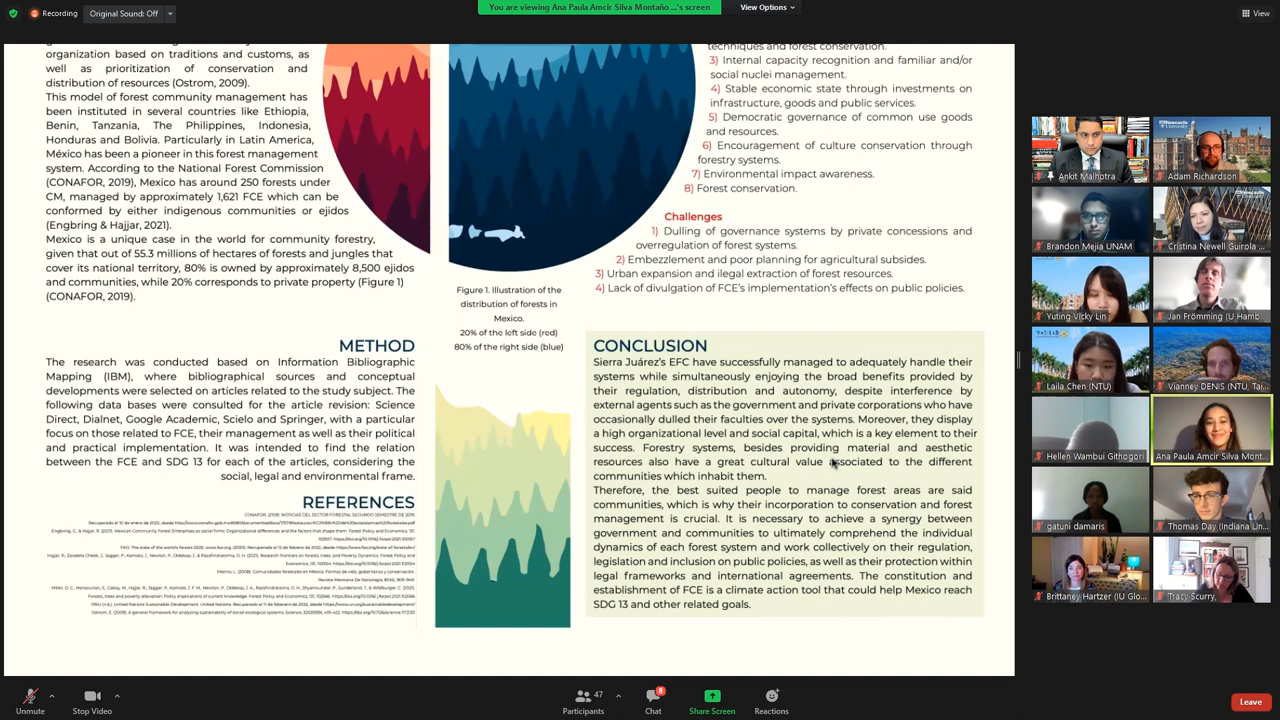 Recording
Original Sound: Off
You are viewing Ana Paula Amcir Silva Montaño ...'s screen
View Options
View
organization based on traditions and customs, as
well as prioritization of conservation and
distribution of resources (Ostrom, 2009).
This model of forest community management has
been instituted in several countries like Ethiopia,
Benin, Tanzania, The Philippines, Indonesia,
Honduras and Bolivia. Particularly in Latin America,
México has been a pioneer in this forest management
system. According to the National Forest Commission
(CONAFOR, 2019), Mexico has around 250 forests under
CM, managed by approximately 1,621 FCE which can be
conformed by either indigenous communities or ejidos
(Engbring & Hajjar, 2021).
Mexico is a unique case in the world for community forestry,
given that out of 55.3 millions of hectares of forests and jungles that
cover its national territory, 80% is owned by approximately 8,500 ejidos
and communities, while 20% corresponds to private property (Figure 1)
(CONAFOR, 2019).
METHOD
The research was conducted based on Information Bibliographic
Mapping (IBM), where bibliographical sources and conceptual
developments were selected on articles related to the study subject. The
following data bases were consulted for the article revision: Science
Direct, Dialnet, Google Academic, Scielo and Springer, with a particular
focus on those related to FCE, their management as well as their political
and practical implementation. It was intended to find the relation
between the FCE and SDG 13 for each of the articles, considering the
social, legal and environmental frame.
REFERENCES
Figure 1. Illustration of the
distribution of forests in
Mexico.
20% of the left side (red)
80% of the right side (blue)
techniques and forest conservation.
3) Internal capacity recognition and familiar and/or
social nuclei management.
4) Stable economic state through investments on
infrastructure, goods and public services.
5) Democratic governance of common use goods
and resources.
6) Encouragement of culture conservation through
forestry systems.
7) Environmental impact awareness.
8) Forest conservation.
Challenges
1) Dulling of governance systems by private concessions and
overregulation of forest systems.
2) Embezzlement and poor planning for agricultural subsides.
3) Urban expansion and ilegal extraction of forest resources.
4) Lack of divulgation of FCE's implementation's effects on public policies.
CONCLUSION
Sierra Juárez's EFC have successfully managed to adequately handle their
systems while simultaneously enjoying the broad benefits provided by
their regulation, distribution and autonomy, despite interference by
external agents such as the government and private corporations who have
occasionally dulled their faculties over the systems. Moreover, they display
a high organizational level and social capital, which is a key element to their
success. Forestry systems, besides providing material and aesthetic
resources also have a great cultural value associated to the different
communities which inhabit them.
Therefore, the best suited people to manage forest areas are said
communities, which is why their incorporation to conservation and forest
management is crucial. It is necessary to achieve a synergy between
government and communities to ultimately comprehend the individual
dynamics of each forest system and work collectively on their regulation,
legislation and inclusion on public policies, as well as their protection within
legal frameworks and international agreements. The constitution and
establishment of FCE is a climate action tool that could help Mexico reach
SDG 13 and other related goals.
Ankit Malhotra
Adam Richardson
Brandon Mejia UNAM
Cristina Newell Guirola ...
Yuting Vicky Lin
Jan Frömming (U Hamb...
Laila Chen (NTU)
Vianney DENIS (NTU, Tai...
Hellen Wambui Githogori
Ana Paula Amcir Silva Mont...
gatuni damaris
Thomas Day (Indiana Un...
Brittaney Hartzer (IU Glo...
Tracy Scurry,
Unmute
Stop Video
47
Participants
8
Chat
Share Screen
Reactions
Leave